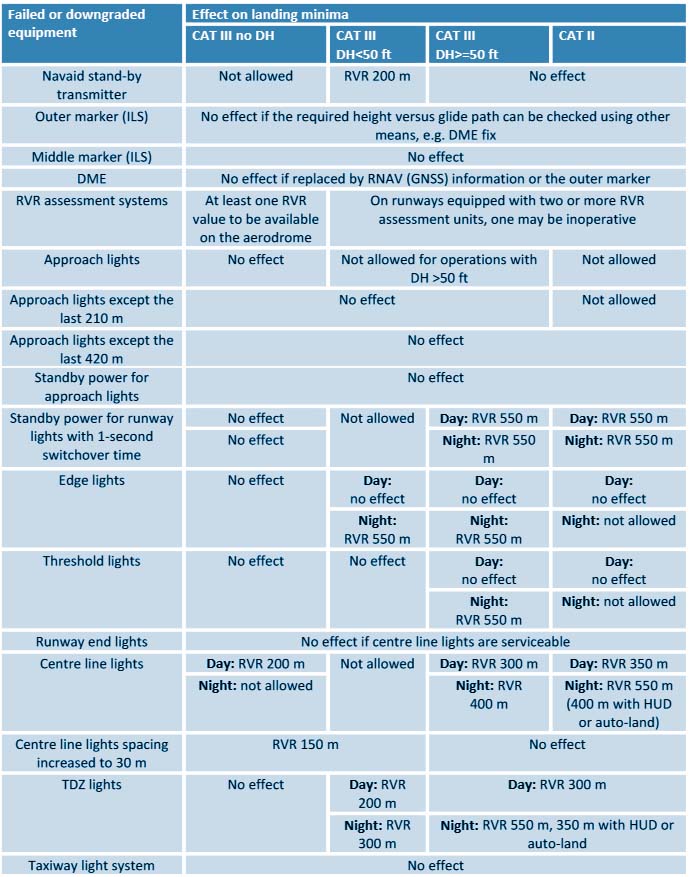 Failed or downgraded equipment
Effect on landing minima
CAT III no DH
CAT III DH<50 ft
CAT III DH>=50 ft
CAT II
Navaid stand-by transmitter
Not allowed
RVR 200 m
No effect
Outer marker (ILS)
No effect if the required height versus glide path can be checked using other
means, e.g. DME fix
Middle marker (ILS)
No effect
DME
No effect if replaced by RNAV (GNSS) information or the outer marker
RVR assessment systems
At least one RVR
value to be available
on the aerodrome
On runways equipped with two or more RVR
assessment units, one may be inoperative
Approach lights
No effect
Not allowed for operations with
DH >50 ft
Not allowed
Approach lights except the
last 210 m
No effect
Not allowed
Approach lights except the
last 420 m
No effect
Standby power for
approach lights
No effect
Standby power for runway
lights with 1-second
switchover time
No effect
Not allowed
Day: RVR 550 m
Day: RVR 550 m
No effect
Night: RVR 550
m
Night: RVR 550 m
Edge lights
No effect
Day:
no effect
Day:
no effect
Day:
no effect
Night:
RVR 550 m
Night:
RVR 550 m
Night: not allowed
Threshold lights
No effect
No effect
Day:
no effect
Day:
no effect
Night:
RVR 550 m
Night: not allowed
Runway end lights
No effect if centre line lights are serviceable
Centre line lights
Day: RVR 200 m
Not allowed
Day: RVR 300 m
Day: RVR 350 m
Night: not allowed
Night: RVR
400 m
Night: RVR 550 m
(400 m with HUD
or auto-land)
Centre line lights spacing
increased to 30 m
RVR 150 m
No effect
TDZ lights
No effect
Day: RVR
200 m
Day: RVR 300 m
Night: RVR
300 m
Night: RVR 550 m, 350 m with HUD or
auto-land
Taxiway light system
No effect